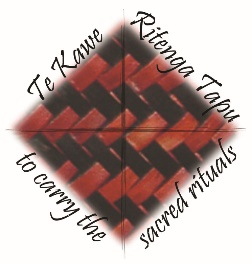 Te Kawe
Ritenga Tapu
to carry the
sacred rituals